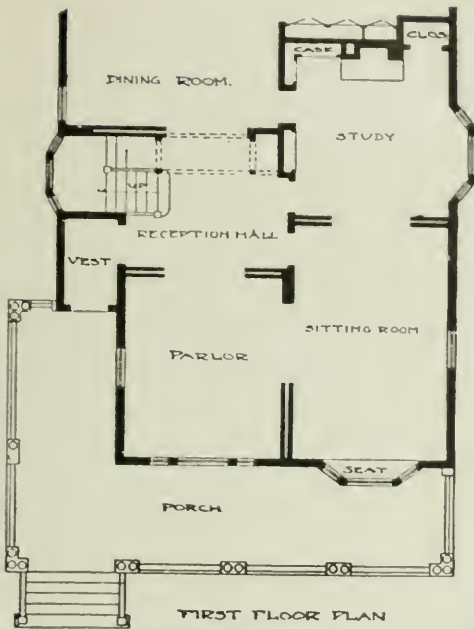 CLOS
CASE
DINING ROOM.
STUDY
UP
RECEPTION HALL
VEST
SITTING ROOM
PARLOR
SEAT
PORCH
FIRST FLOOR PLAN